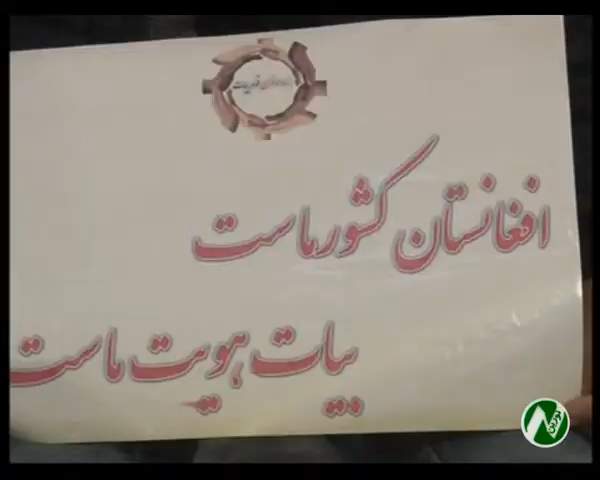 افغانستان کشور ماست
بیات هویت ماست